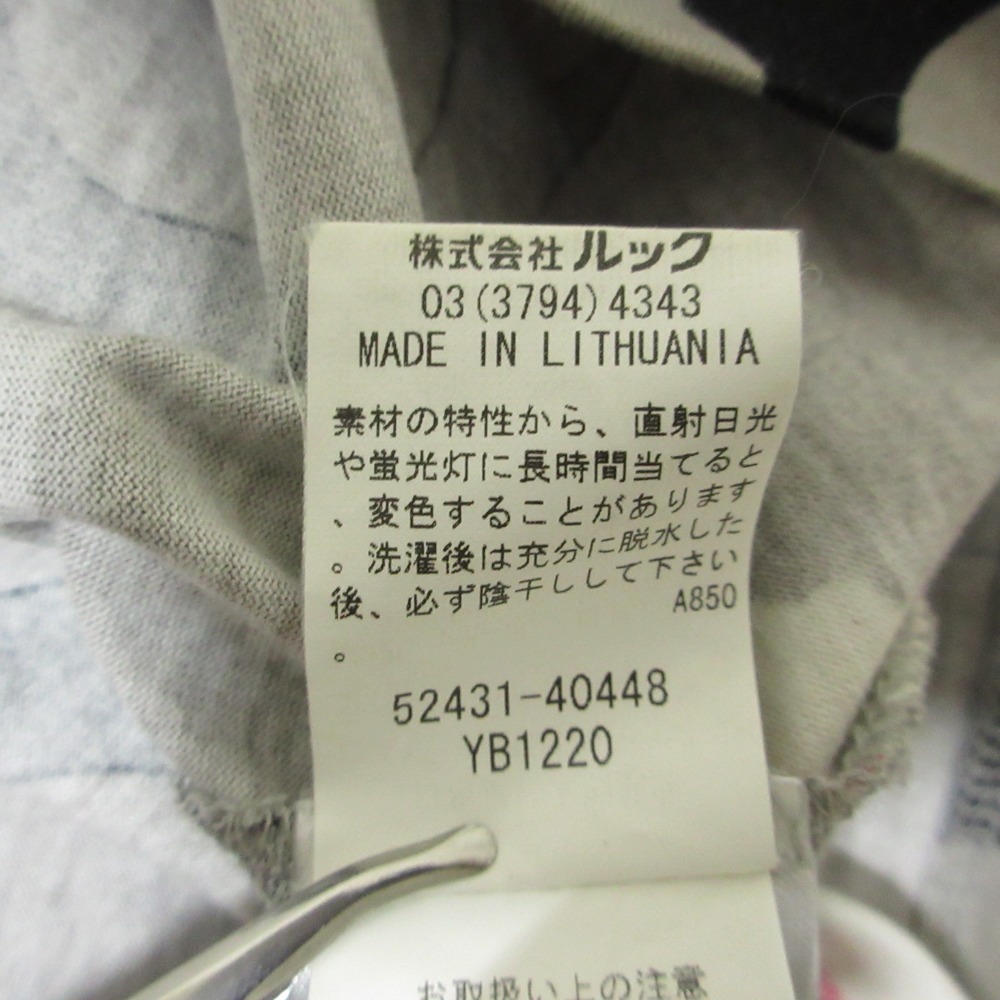 株式会社ルック
03(3794)4343
MADE IN LITHUANIA
素材の特性から、直射日光
や蛍光灯に長時間当てると
、変色することがあります
。洗濯後は充分に脱水した
後、必ず陰干しして下さい
。
A850
52431-40448
YB1220
お取扱い上の注意